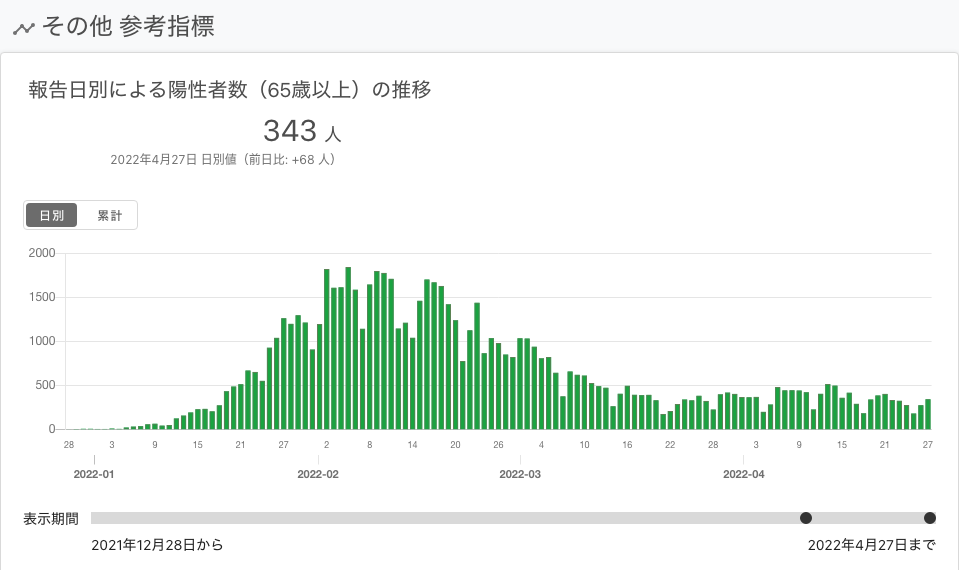 その他 参考指標
報告日別による陽性者数（65歳以上）の推移
343 人
2022年4月27日 日別値（前日比: +68 人）
日別 累計
2000
1500
1000
500
0
28 3 9 15 21 27 2 8 14 20 26 4 10 16 22 28 3 9 15 21 27
2022-01 2022-02 2022-03 2022-04
表示期間
2021年12月28日から 2022年4月27日まで